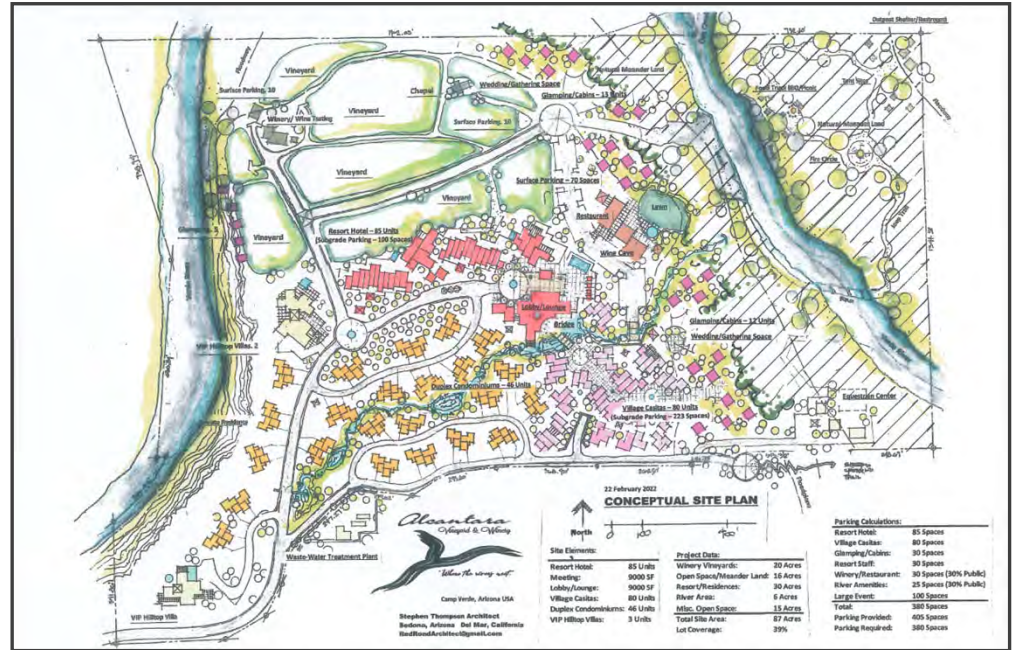 Outpost Shelter/Restroom
Vineyard
Wedding/Gathering Space
Natural Meander Land
Surface Parking, 10
Chapel
Glamping/Cabins – 13 Units
Vineyard
Winery/ Wine Tasting
Surface Parking, 30
Natural Meander Land
Fire Circle
Vineyard
Surface Parking – 70 Spaces
Vineyard
Restaurant
Lawn
Glamping, 5
Vineyard
Resort Hotel – 85 Units
(Subgrade Parking – 100 Spaces)
Wine Cave
Lobby/Lounge
Bridge
Glamping/Cabins – 12 Units
Wedding/Gathering Space
VIP Hilltop Villas, 2
Duplex Condominiums – 46 Units
Equestrian Center
Village Casitas – 80 Units
(Subgrade Parking – 223 Spaces)
Waste-Water Treatment Plant
VIP Hilltop Villa
22 February 2022
CONCEPTUAL SITE PLAN
North
0
Alcantara
Vineyard & Winery
Where the rivers meet.
Camp Verde, Arizona USA
Stephen Thompson Architect
Sedona, Arizona Del Mar, California
RedRoadArchitect@gmail.com
Site Elements:
Resort Hotel: 85 Units
Meeting: 9000 SF
Lobby/Lounge: 9000 SF
Village Casitas: 80 Units
Duplex Condominiums: 46 Units
VIP Hilltop Villas: 3 Units
Project Data:
Winery Vineyards: 20 Acres
Open Space/Meander Land: 16 Acres
Resort/Residences: 30 Acres
River Area: 6 Acres
Misc. Open Space: 15 Acres
Total Site Area: 87 Acres
Lot Coverage: 39%
Parking Calculations:
Resort Hotel: 85 Spaces
Village Casitas: 80 Spaces
Glamping/Cabins: 30 Spaces
Resort Staff: 30 Spaces
Winery/Restaurant: 30 Spaces (30% Public)
River Amenities: 25 Spaces (30% Public)
Large Event: 100 Spaces
Total: 380 Spaces
Parking Provided: 405 Spaces
Parking Required: 380 Spaces